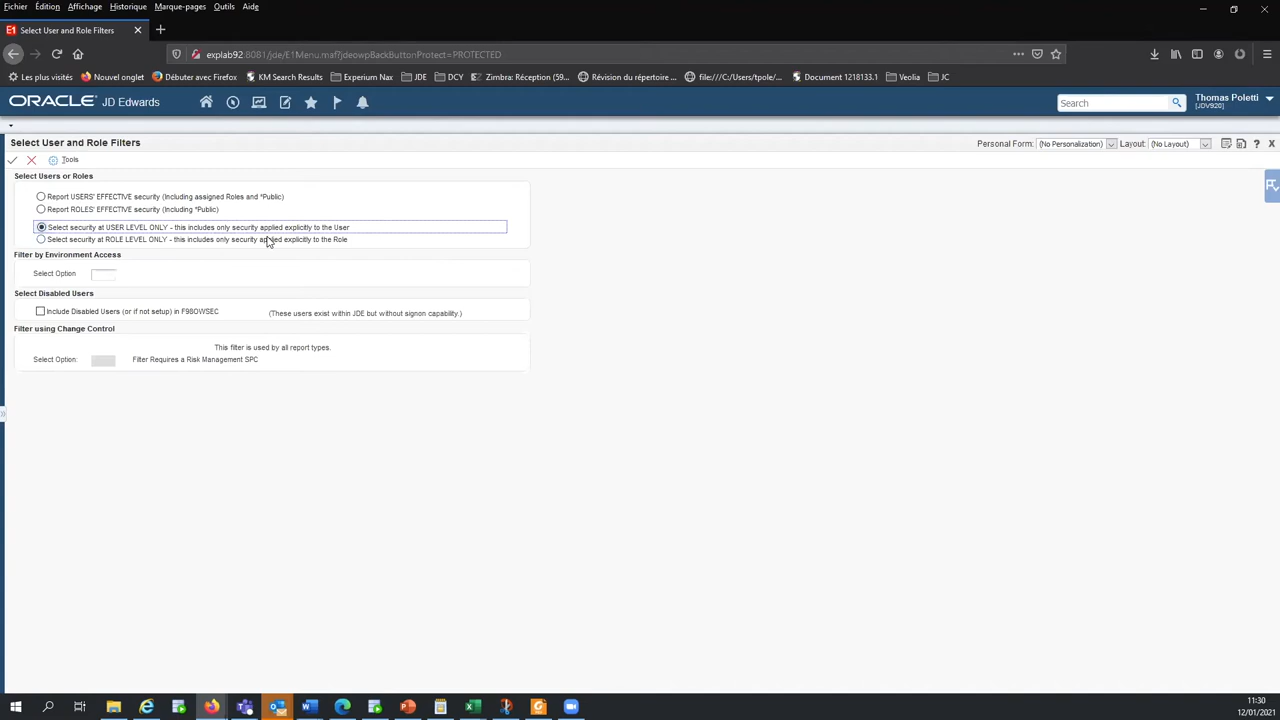 Fichier Édition Affichage Historique Marque-pages Outils Aide
E1 Select User and Role Filters
explab92:8081/jde/E1Menu.maf?jdeowpBackButtonProtect=PROTECTED
Les plus visités Nouvel onglet Débuter avec Firefox KM Search Results Experium Nax JDE DCY Zimbra: Réception (59... Révision du répertoire ... file:///C:/Users/tpole/... Document 1218133.1 Veolia JC
ORACLE JD Edwards
Search
Thomas Poletti
[JDV920]
Select User and Role Filters
Personal Form: (No Personalization) Layout: (No Layout)
Tools
Select Users or Roles
Report USERS' EFFECTIVE security (Including assigned Roles and *Public)
Report ROLES' EFFECTIVE security (Including *Public)
Select security at USER LEVEL ONLY - this includes only security applied explicitly to the User
Select security at ROLE LEVEL ONLY - this includes only security applied explicitly to the Role
Filter by Environment Access
Select Option
Select Disabled Users
Include Disabled Users (or if not setup) in F98OWSEC (These users exist within JDE but without signon capability.)
Filter using Change Control
This filter is used by all report types.
Select Option: Filter Requires a Risk Management SPC
11:30
12/01/2021